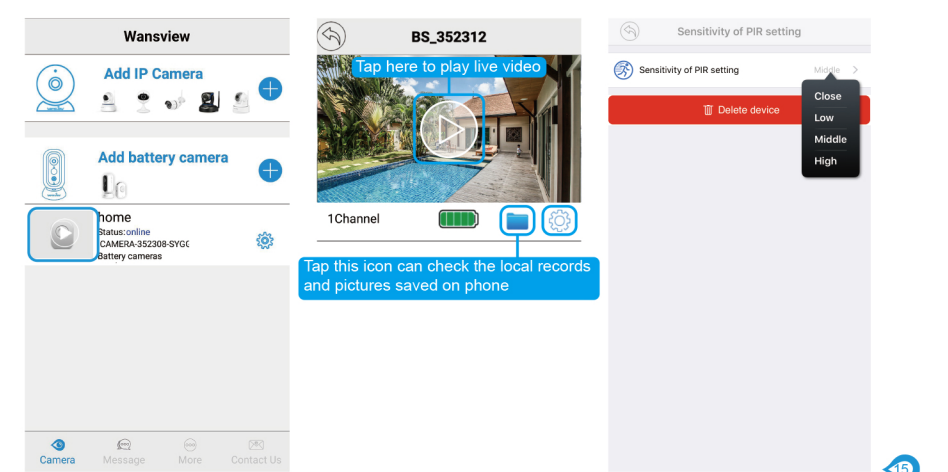 Wansview
Add IP Camera
Add battery camera
home
Status:online
CAMERA-352308-SYGC
Battery cameras
Camera
Message
More
Contact Us
BS_352312
Tap here to play live video
1Channel
Tap this icon can check the local records
and pictures saved on phone
Sensitivity of PIR setting
Sensitivity of PIR setting
Middle
Close
Low
Middle
High
Delete device
15